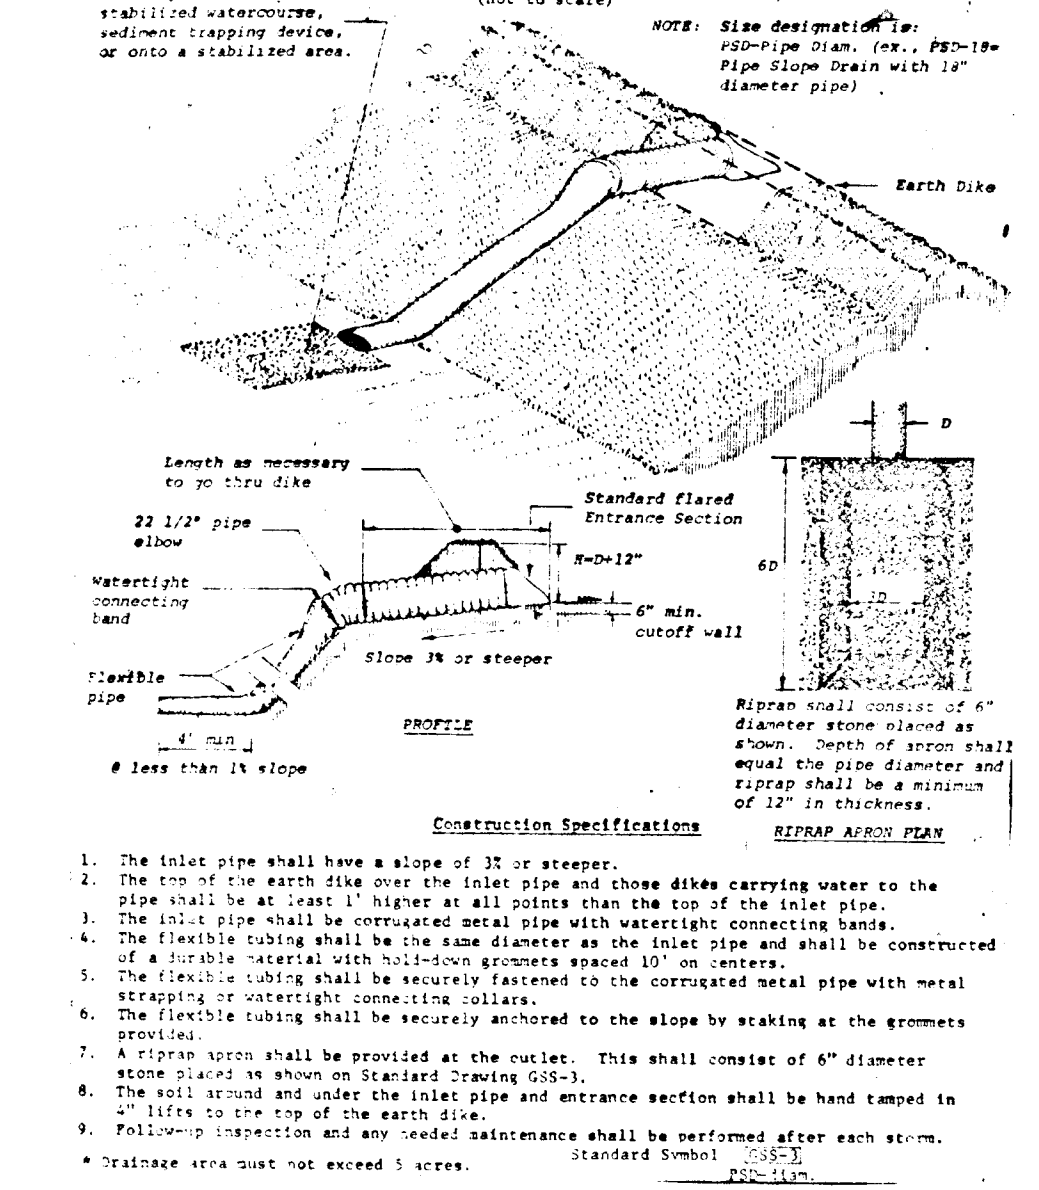 stabilized watercourse,
sediment trapping device,
or onto a stabilized area.
(not to scale)
NOTE: Size designation is:
PSD-Pipe Diam. (ex., PSD-18=
Pipe Slope Drain with 18"
diameter pipe)
Earth Dike
D
6D
3D
Length as necessary
to go thru dike
Standard flared
Entrance Section
22 1/2° pipe
elbow
H=D+12"
Watertight
connecting
band
6" min.
cutoff wall
Slope 3% or steeper
Flexible
pipe
PROFILE
4' min
@ less than 1% slope
Riprap shall consist of 6"
diameter stone placed as
shown. Depth of apron shall
equal the pipe diameter and
riprap shall be a minimum
of 12" in thickness.
RIPRAP APRON PLAN
Construction Specifications
1. The inlet pipe shall have a slope of 3% or steeper.
2. The top of the earth dike over the inlet pipe and those dikes carrying water to the
pipe shall be at least 1' higher at all points than the top of the inlet pipe.
3. The inlet pipe shall be corrugated metal pipe with watertight connecting bands.
4. The flexible tubing shall be the same diameter as the inlet pipe and shall be constructed
of a durable material with hold-down grommets spaced 10' on centers.
5. The flexible tubing shall be securely fastened to the corrugated metal pipe with metal
strapping or watertight connecting collars.
6. The flexible tubing shall be securely anchored to the slope by staking at the grommets
provided.
7. A riprap apron shall be provided at the outlet. This shall consist of 6" diameter
stone placed as shown on Standard Drawing GSS-3.
8. The soil around and under the inlet pipe and entrance section shall be hand tamped in
4" lifts to the top of the earth dike.
9. Follow-up inspection and any needed maintenance shall be performed after each storm.
* Drainage area must not exceed 5 acres.
Standard Symbol GSS-3
PSD-diam.